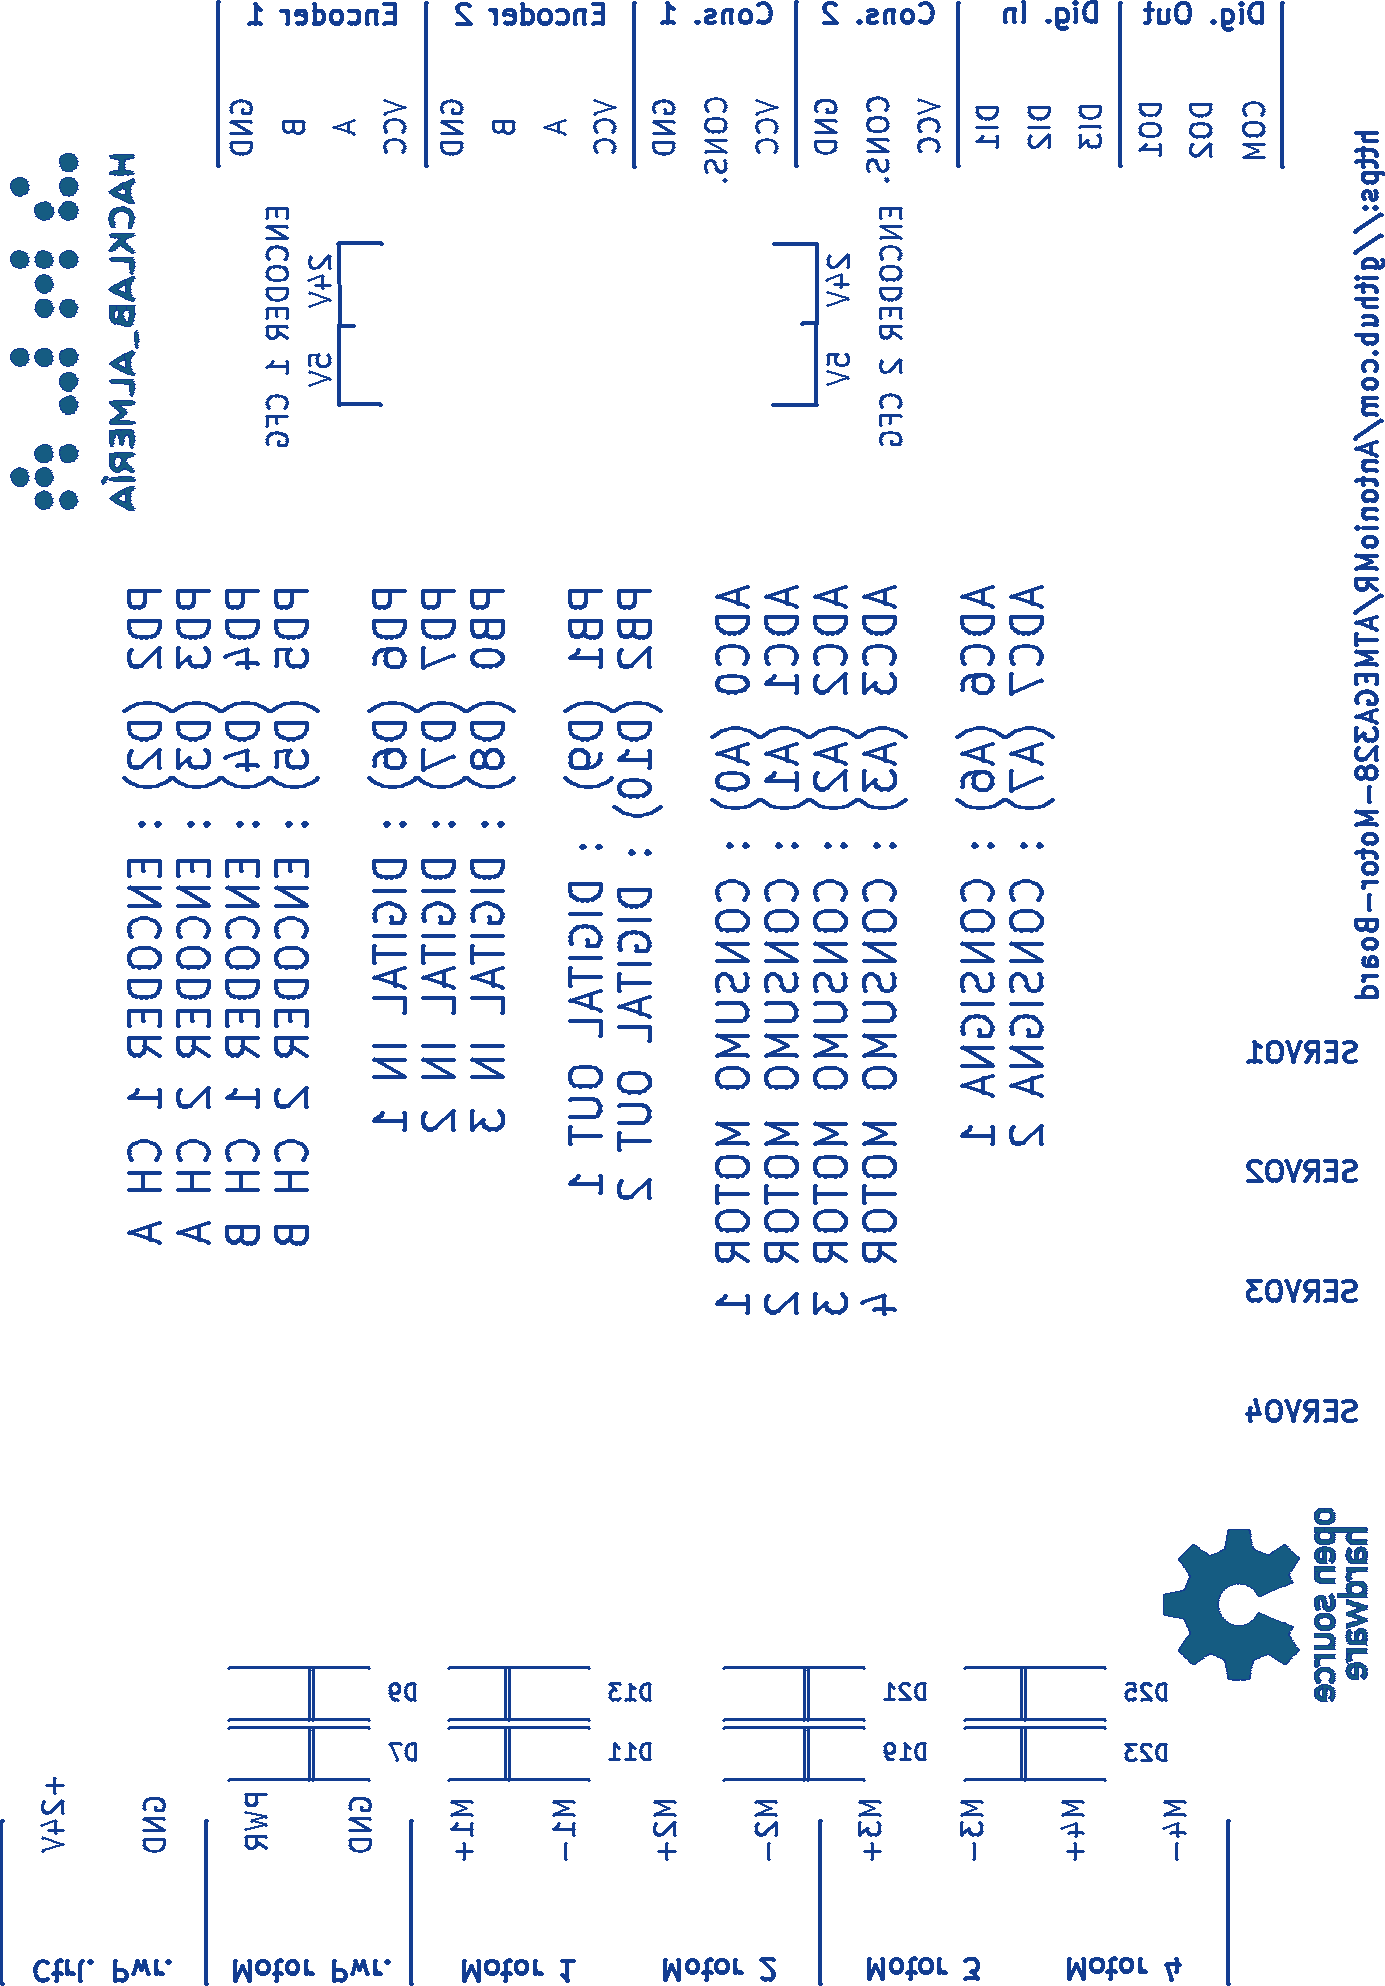 Encoder 1
Encoder 2
Cons. 1
Cons. 2
Dig. In
Dig. Out
GND
B
A
VCC
GND
B
A
VCC
GND
CONS.
VCC
GND
CONS.
VCC
DI1
DI2
DI3
DO1
DO2
COM
HACKLAB_ALMERÍA
ENCODER 1 CFG
24V
5V
24V
5V
ENCODER 2 CFG
https://github.com/AntonioMR/ATMEGA328-Motor-Board
PD2 (D2) : ENCODER 1 CH A
PD3 (D3) : ENCODER 2 CH A
PD4 (D4) : ENCODER 1 CH B
PD5 (D5) : ENCODER 2 CH B
PD6 (D6) : DIGITAL IN 1
PD7 (D7) : DIGITAL IN 2
PB0 (D8) : DIGITAL IN 3
PB1 (D9) : DIGITAL OUT 1
PB2 (D10) : DIGITAL OUT 2
ADC0 (A0) : CONSUMO MOTOR 1
ADC1 (A1) : CONSUMO MOTOR 2
ADC2 (A2) : CONSUMO MOTOR 3
ADC3 (A3) : CONSUMO MOTOR 4
ADC6 (A6) : CONSIGNA 1
ADC7 (A7) : CONSIGNA 2
SERVO1
SERVO2
SERVO3
SERVO4
open source
hardware
D9
D13
D21
D25
D7
D11
D19
D23
+24V
GND
PWR
GND
M1+
M1-
M2+
M2-
M3+
M3-
M4+
M4-
Ctrl. Pwr.
Motor Pwr.
Motor 1
Motor 2
Motor 3
Motor 4